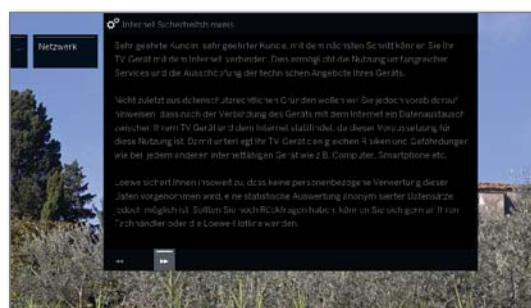 Internet Sicherheitshinweis
Netzwerk
Sehr geehrte Kundin, sehr geehrter Kunde, mit dem nächsten Schritt können Sie Ihr
TV Gerät mit dem Internet verbinden. Dies ermöglicht die Nutzung umfangreicher
Services und die Ausschöpfung der technischen Angebote Ihres Geräts.
Nicht zuletzt aus datenschutzrechtlichen Gründen wollen wir Sie jedoch vorab darauf
hinweisen, dass nach der Verbindung des Geräts mit dem Internet ein Datenaustausch
zwischen Ihrem TV Gerät und dem Internet stattfindet, da dieser Voraussetzung für
diese Nutzung ist. Damit unterliegt Ihr TV Gerät den gleichen Risiken und Gefährdungen
wie bei jedem anderen internetfähigen Gerät wie z.B. Computer, Smartphone etc.
Loewe sichert Ihnen insoweit zu, dass keine personenbezogene Verwertung dieser
Daten vorgenommen wird, eine statistische Auswertung anonymisierter Datensätze
jedoch möglich ist. Sollten Sie noch Rückfragen haben, können Sie sich gern an Ihren
Fachhändler oder die Loewe-Hotline wenden.